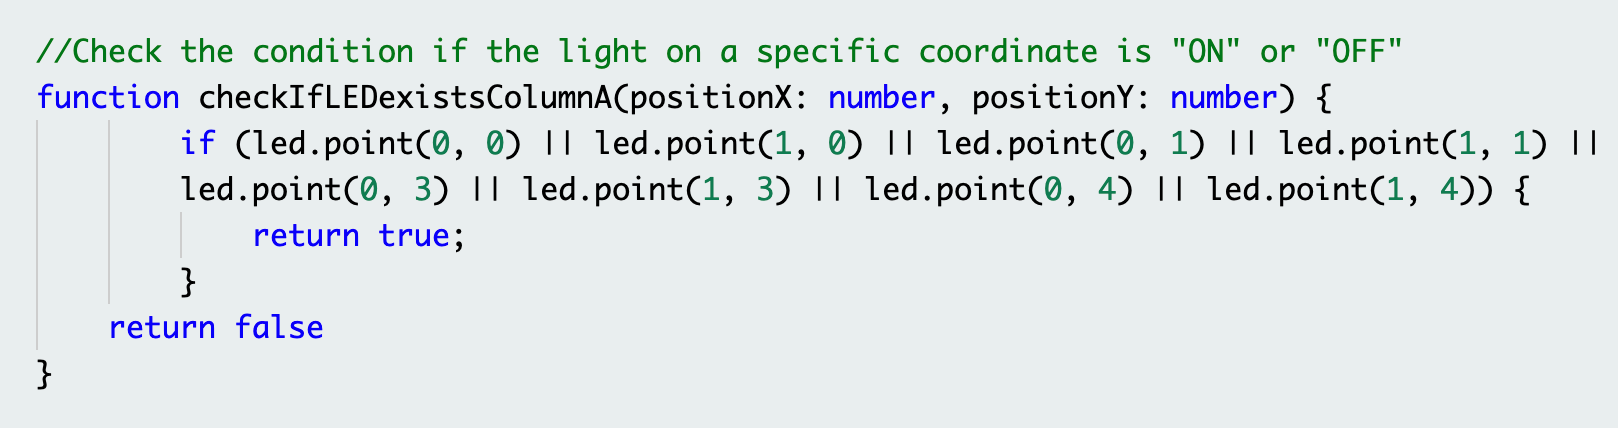 //Check the condition if the light on a specific coordinate is "ON" or "OFF"
function checkIfLEDexistsColumnA(positionX: number, positionY: number) {
if (led.point(0, 0) || led.point(1, 0) || led.point(0, 1) || led.point(1, 1) ||
led.point(0, 3) || led.point(1, 3) || led.point(0, 4) || led.point(1, 4)) {
return true;
}
return false
}